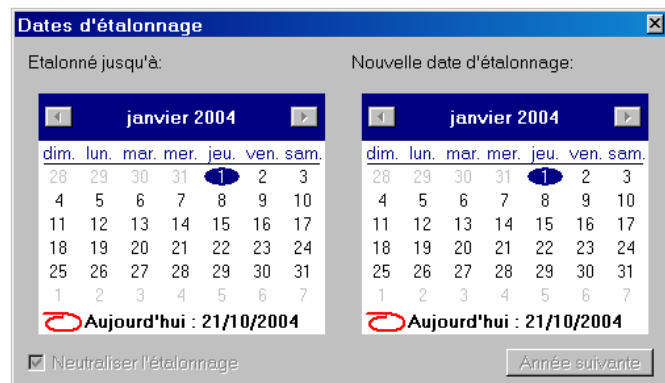 Dates d'étalonnage
Etalonné jusqu'à:
janvier 2004
dim. lun. mar. mer. jeu. ven. sam.
28 29 30 31 1 2 3
4 5 6 7 8 9 10
11 12 13 14 15 16 17
18 19 20 21 22 23 24
25 26 27 28 29 30 31
1 2 3 4 5 6 7
Aujourd'hui : 21/10/2004
Nouvelle date d'étalonnage:
janvier 2004
dim. lun. mar. mer. jeu. ven. sam.
28 29 30 31 1 2 3
4 5 6 7 8 9 10
11 12 13 14 15 16 17
18 19 20 21 22 23 24
25 26 27 28 29 30 31
1 2 3 4 5 6 7
Aujourd'hui : 21/10/2004
Neutraliser l'étalonnage
Année suivante